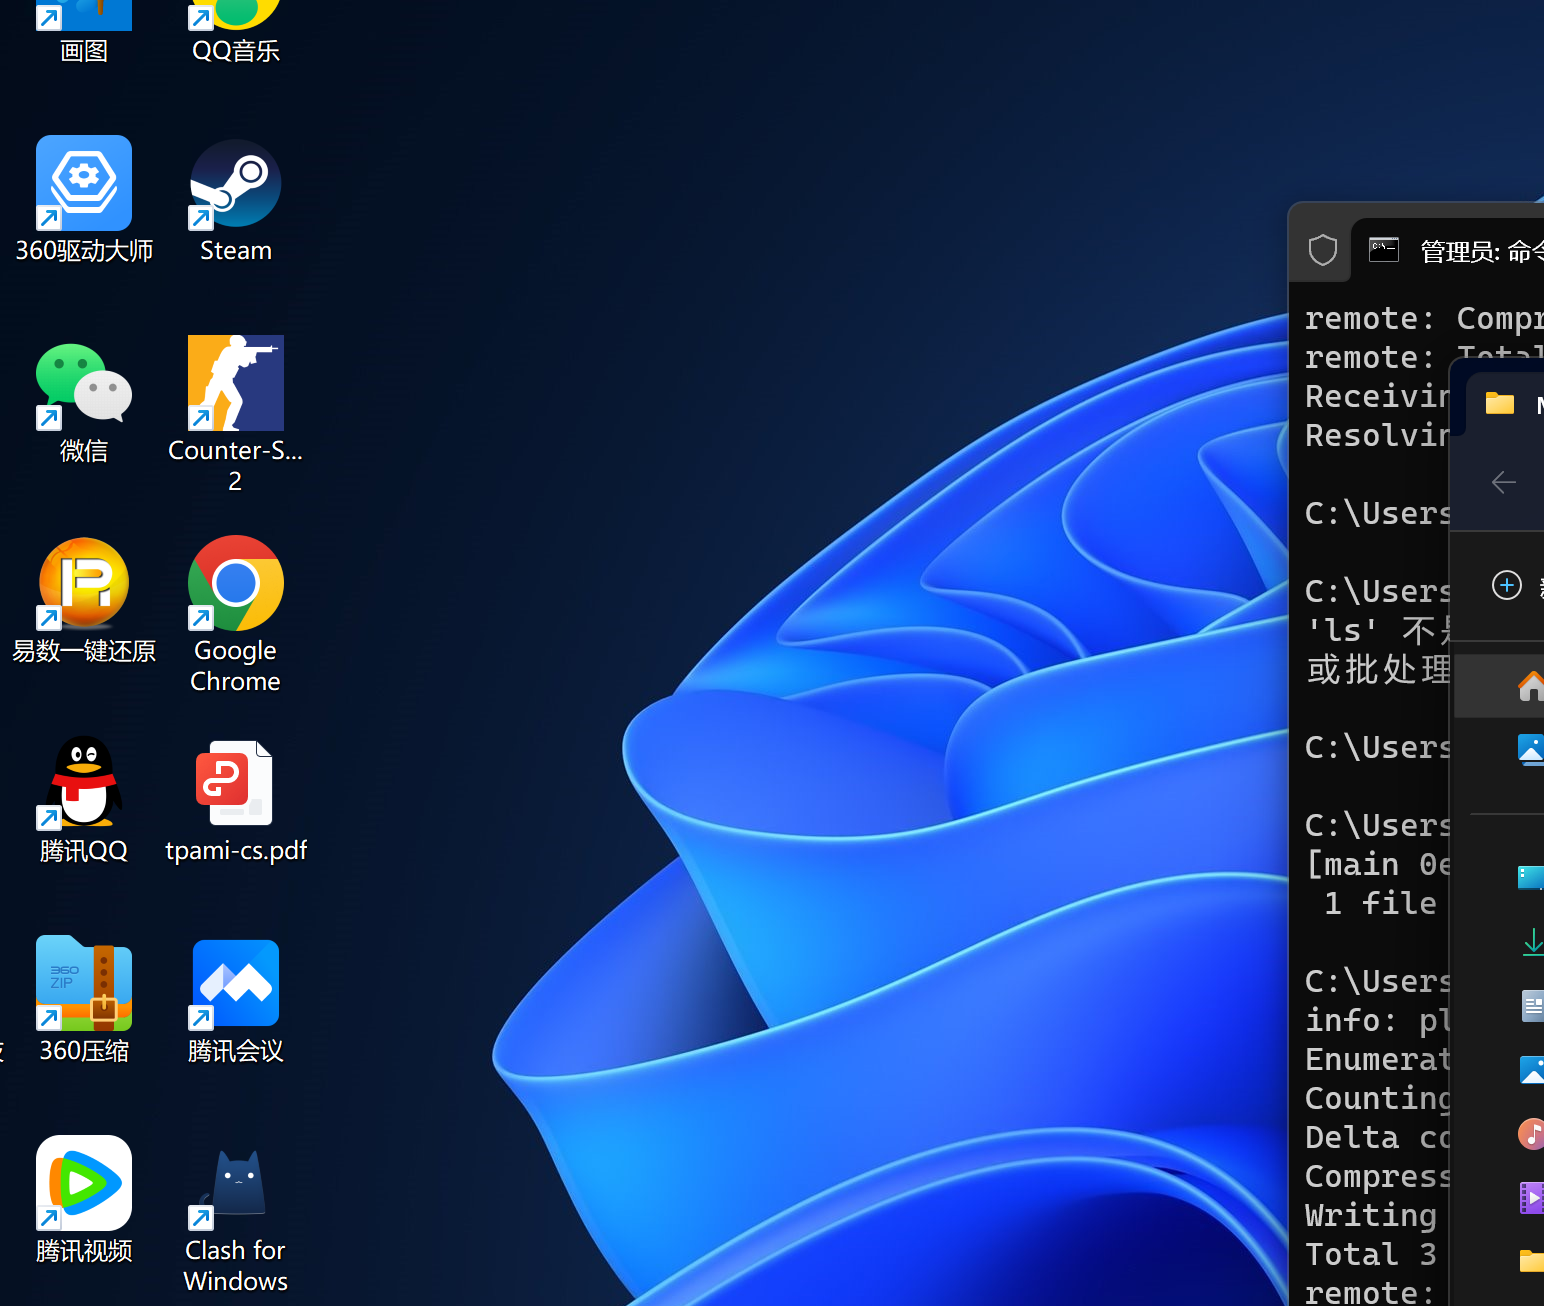 画图
QQ音乐
360驱动大师
Steam
微信
Counter-S...
2
易数一键还原
Google
Chrome
腾讯QQ
tpami-cs.pdf
360
ZIP
360压缩
腾讯会议
腾讯视频
Clash for
Windows
管理员: 命令
remote: Compr
remote: Total
Receivin
Resolvin
C:\Users
C:\Users
'ls' 不是
或批处理
C:\Users
C:\Users
[main 0e
1 file
C:\Users
info: pl
Enumerat
Counting
Delta co
Compress
Writing
Total 3
remote: